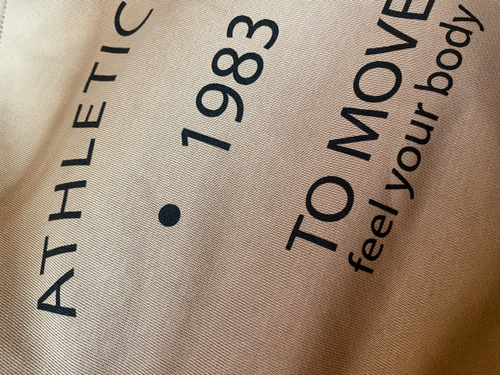 ATHLETIC
• 1983
TO MOVE
feel your body